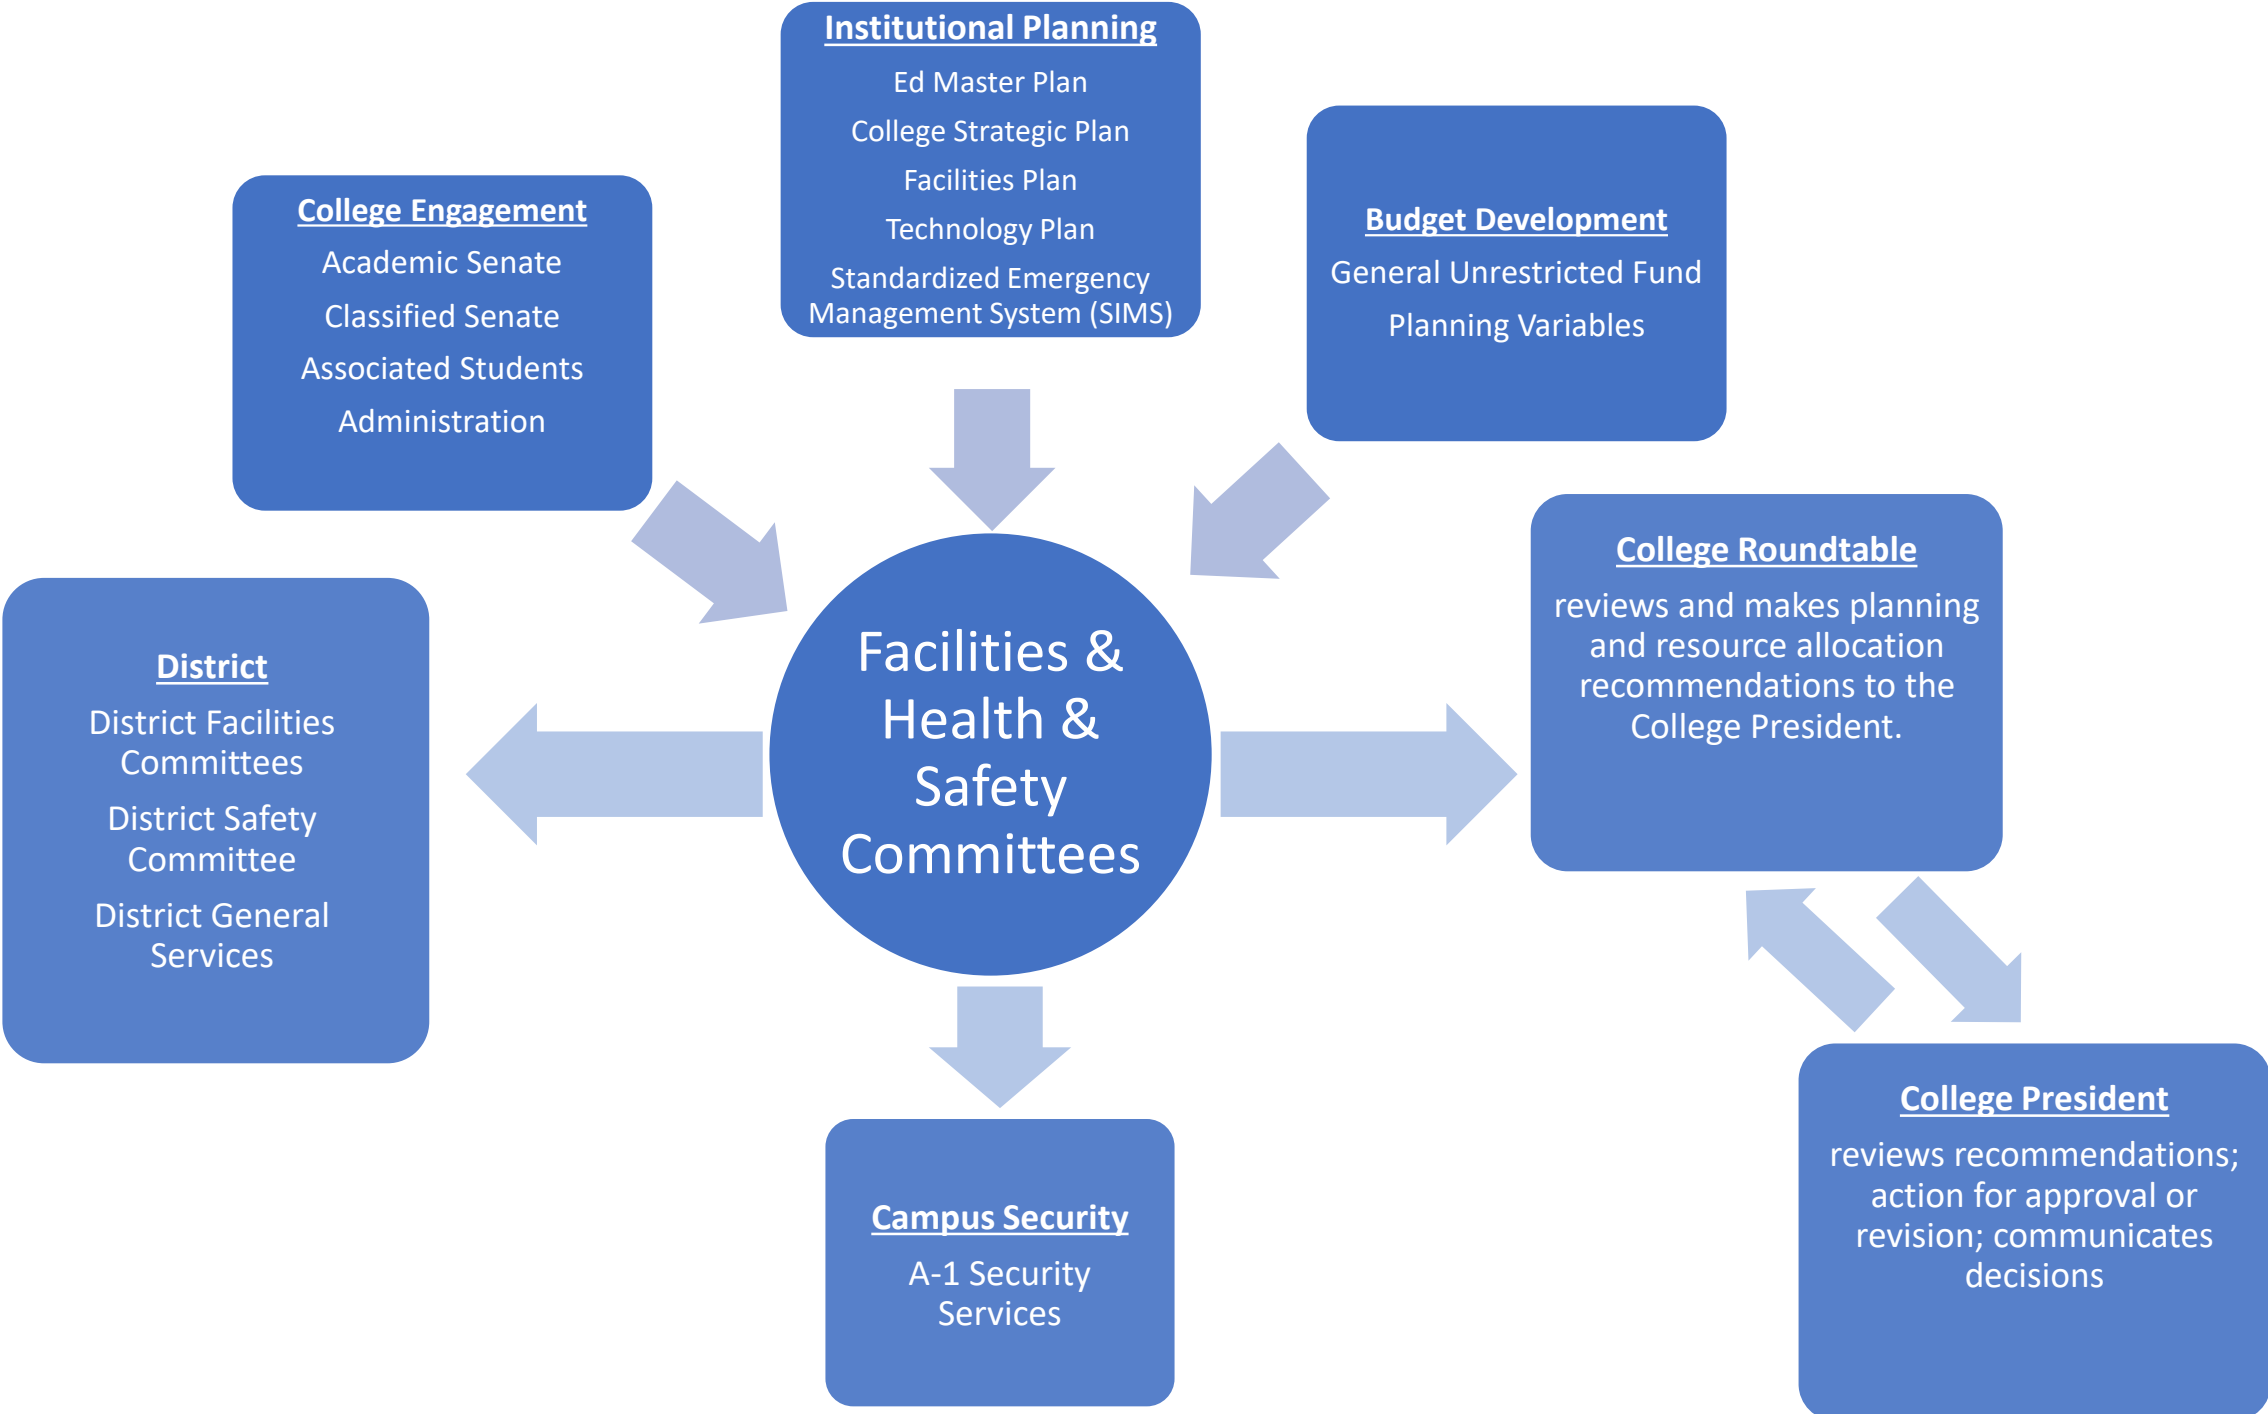 Institutional Planning
Ed Master Plan
College Strategic Plan
Facilities Plan
Technology Plan
Standardized Emergency
Management System (SIMS)
College Engagement
Academic Senate
Classified Senate
Associated Students
Administration
Budget Development
General Unrestricted Fund
Planning Variables
District
District Facilities
Committees
District Safety
Committee
District General
Services
Facilities &
Health &
Safety
Committees
College Roundtable
reviews and makes planning
and resource allocation
recommendations to the
College President.
Campus Security
A-1 Security
Services
College President
reviews recommendations;
action for approval or
revision; communicates
decisions